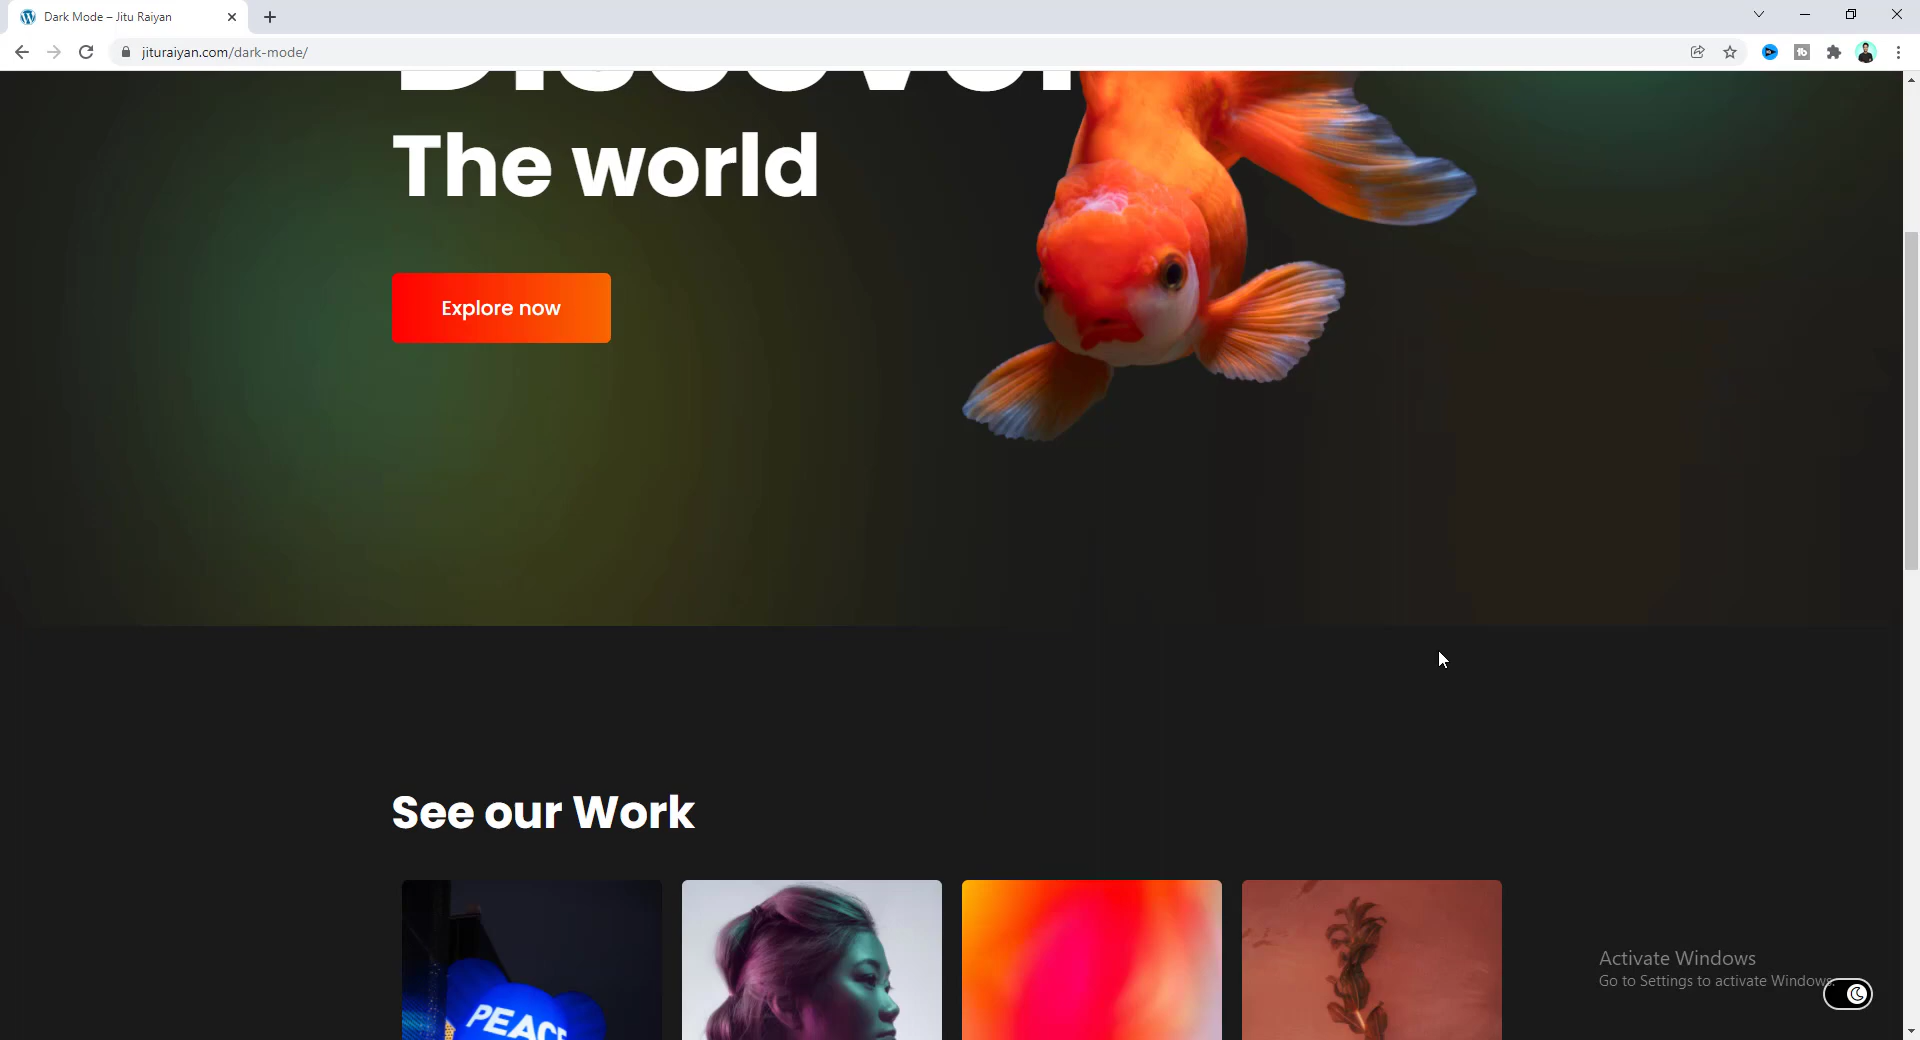 Dark Mode – Jitu Raiyan
jituraiyan.com/dark-mode/
Discover
The world
Explore now
See our Work
PEACE
Activate Windows
Go to Settings to activate Windows.